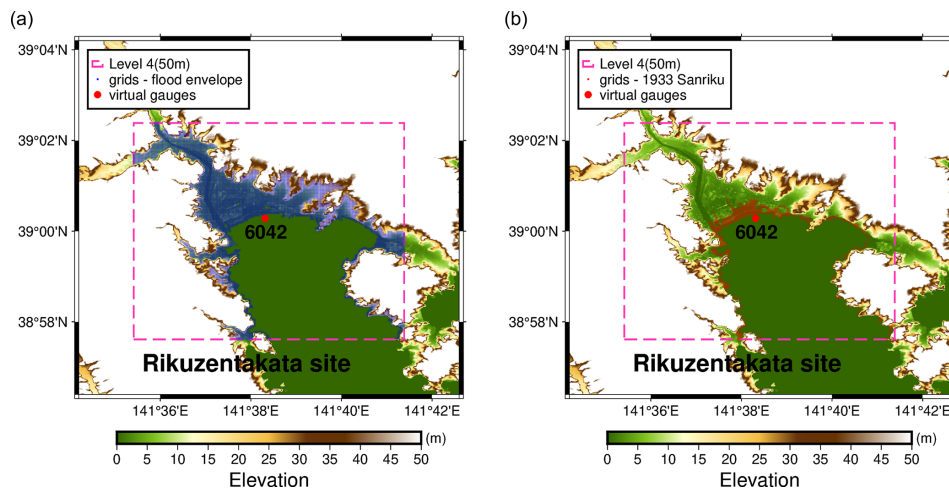 (a)
39°04'N
39°02'N
39°00'N
38°58'N
Level 4(50m)
grids - flood envelope
virtual gauges
6042
Rikuzentakata site
141°36'E 141°38'E 141°40'E 141°42'E
0 5 10 15 20 25 30 35 40 45 50 (m)
Elevation
(b)
39°04'N
39°02'N
39°00'N
38°58'N
Level 4(50m)
grids - 1933 Sanriku
virtual gauges
6042
Rikuzentakata site
141°36'E 141°38'E 141°40'E 141°42'E
0 5 10 15 20 25 30 35 40 45 50 (m)
Elevation